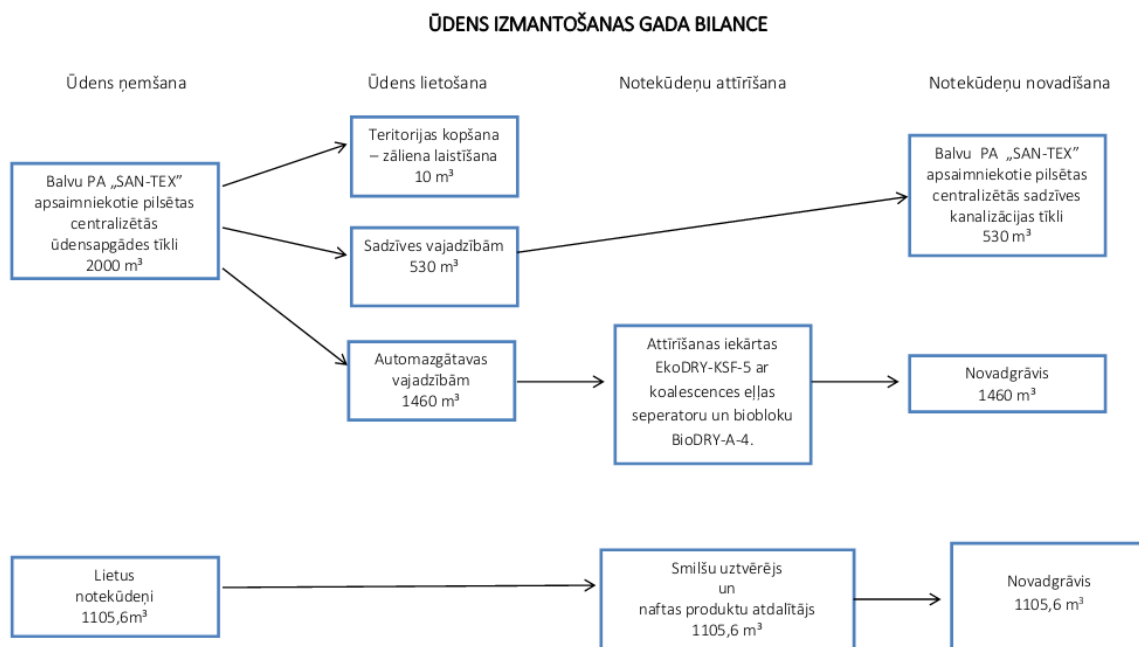 ŪDENS IZMANTOŠANAS GADA BILANCE
Ūdens ņemšana
Ūdens lietošana
Notekūdeņu attīrīšana
Notekūdeņu novadīšana
Balvu PA „SAN-TEX”
apsaimniekotie pilsētas
centralizētās
ūdensapgādes tīkli
2000 m³
Teritorijas kopšana
– zāliena laistīšana
10 m³
Sadzīves vajadzībām
530 m³
Balvu PA „SAN-TEX”
apsaimniekotie pilsētas
centralizētās sadzīves
kanalizācijas tīkli
530 m³
Automazgātavas
vajadzībām
1460 m³
Attīrīšanas iekārtas
EkoDRY-KSF-5 ar
koalescences eļļas
seperatoru un biobloku
BioDRY-A-4.
Novadgrāvis
1460 m³
Lietus
notekūdeņi
1105,6m³
Smilšu uztvērējs
un
naftas produktu atdalītājs
1105,6 m³
Novadgrāvis
1105,6 m³